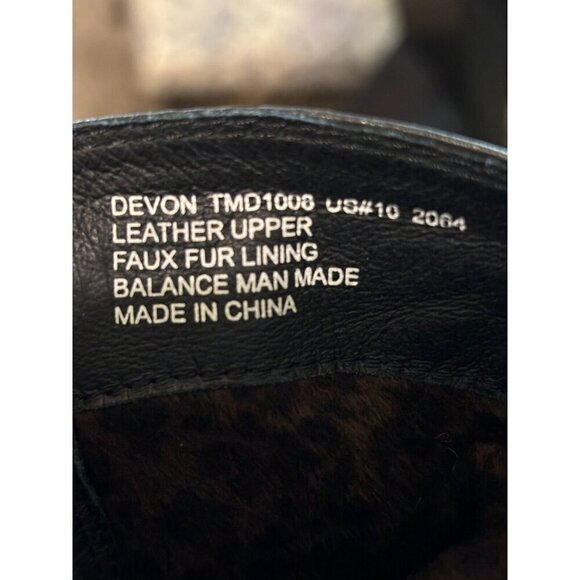 DEVON TMD1008 US#10 2064
LEATHER UPPER
FAUX FUR LINING
BALANCE MAN MADE
MADE IN CHINA